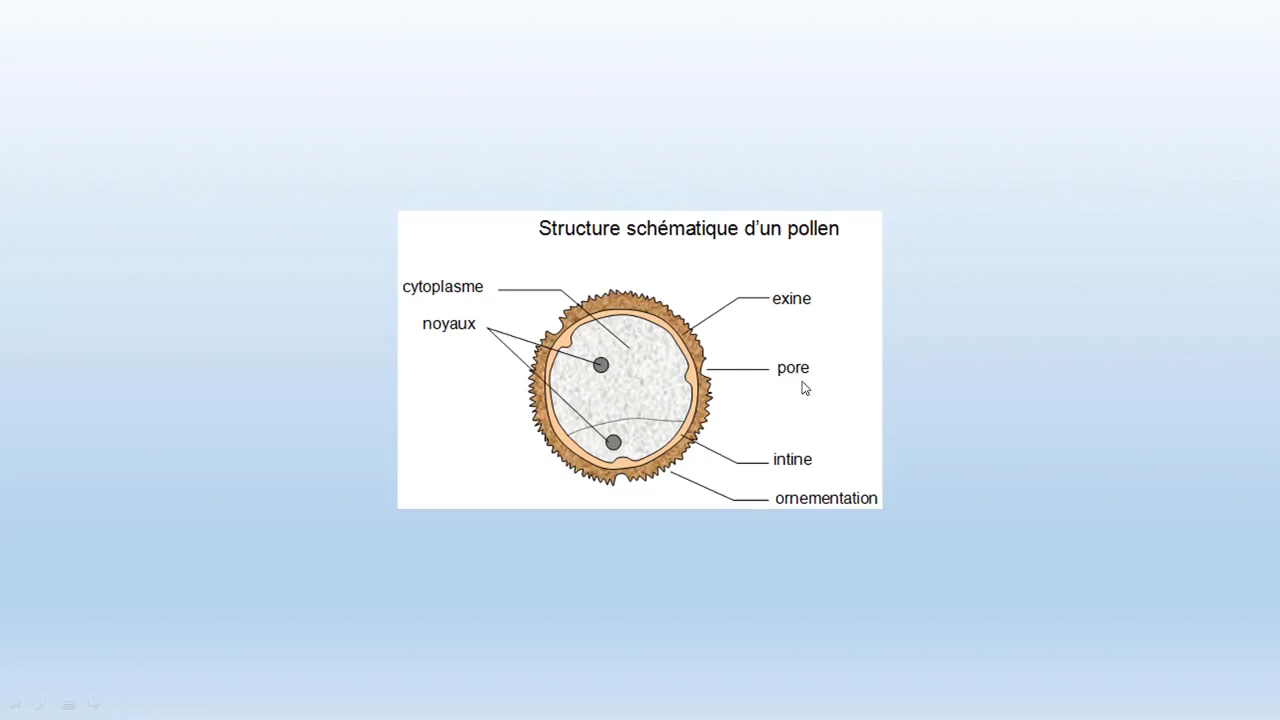 Structure schématique d’un pollen
cytoplasme
noyaux
exine
pore
intine
ornementation